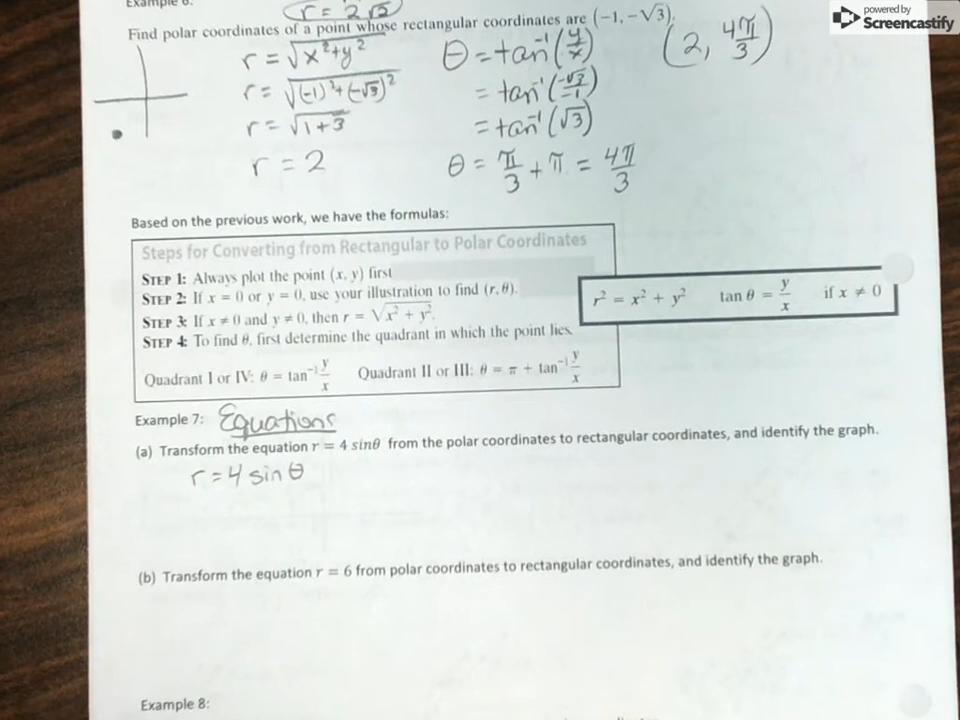 Example 6:
r = 2√2
Find polar coordinates of a point whose rectangular coordinates are (−1, −√3).
r = √x²+y²
θ = tan⁻¹(y/x)
(2, 4π/3)
r = √(-1)²+(-√3)²
= tan⁻¹(-√3/-1)
r = √1+3
= tan⁻¹(√3)
r = 2
θ = π/3 + π = 4π/3
Based on the previous work, we have the formulas:
Steps for Converting from Rectangular to Polar Coordinates
STEP 1: Always plot the point (x, y) first
STEP 2: If x = 0 or y = 0, use your illustration to find (r, θ).
STEP 3: If x ≠ 0 and y ≠ 0, then r = √x² + y².
STEP 4: To find θ, first determine the quadrant in which the point lies.
Quadrant I or IV: θ = tan⁻¹ y/x Quadrant II or III: θ = π + tan⁻¹ y/x
r² = x² + y² tan θ = y/x if x ≠ 0
Example 7: Equations
(a) Transform the equation r = 4 sinθ from the polar coordinates to rectangular coordinates, and identify the graph.
r = 4 sin θ
(b) Transform the equation r = 6 from polar coordinates to rectangular coordinates, and identify the graph.
Example 8:
powered by
Screencastify